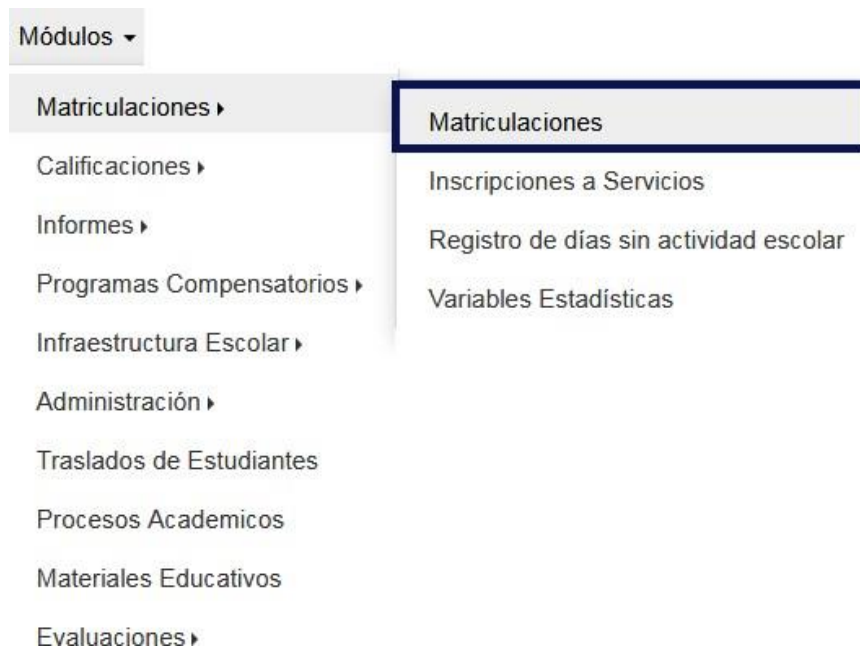 Módulos
Matriculaciones
Calificaciones
Informes
Programas Compensatorios
Infraestructura Escolar
Administración
Traslados de Estudiantes
Procesos Academicos
Materiales Educativos
Evaluaciones
Matriculaciones
Inscripciones a Servicios
Registro de días sin actividad escolar
Variables Estadísticas